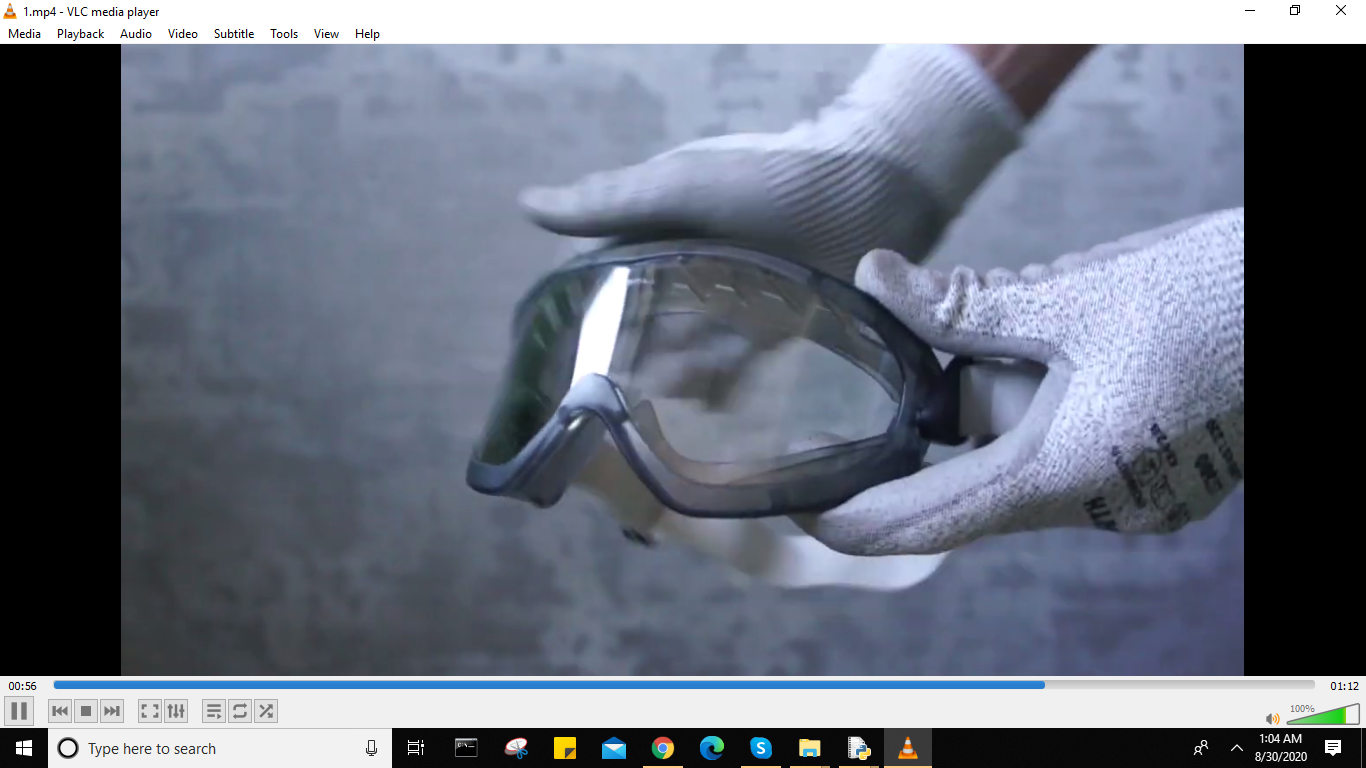 1.mp4 - VLC media player
Media Playback Audio Video Subtitle Tools View Help
00:56
01:12
100%
Type here to search
1:04 AM
8/30/2020